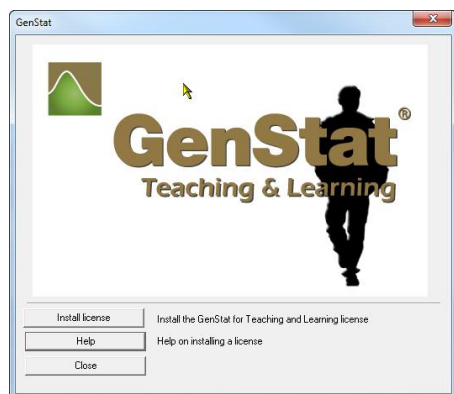 GenStat
GenStat®
Teaching & Learning
Install license Install the GenStat for Teaching and Learning license
Help Help on installing a license
Close